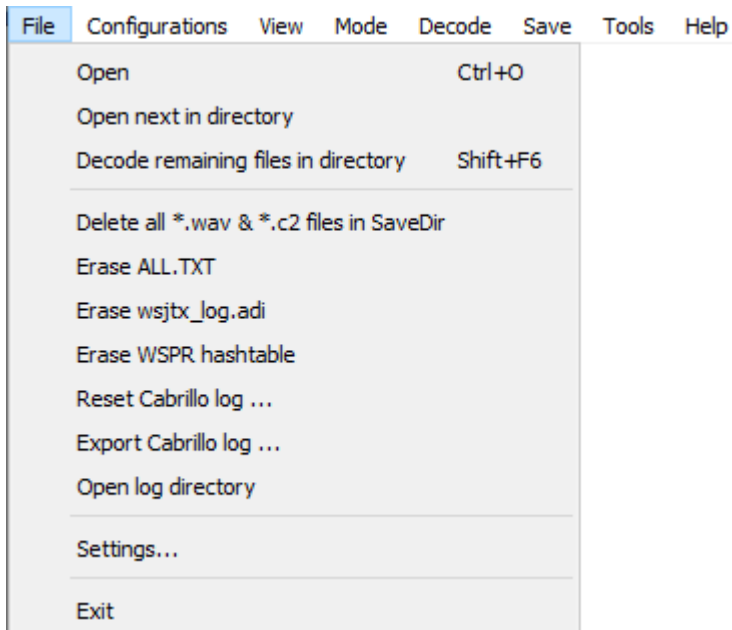 File Configurations View Mode Decode Save Tools Help
Open Ctrl+O
Open next in directory
Decode remaining files in directory Shift+F6
Delete all *.wav & *.c2 files in SaveDir
Erase ALL.TXT
Erase wsjtx_log.adi
Erase WSPR hashtable
Reset Cabrillo log ...
Export Cabrillo log ...
Open log directory
Settings...
Exit